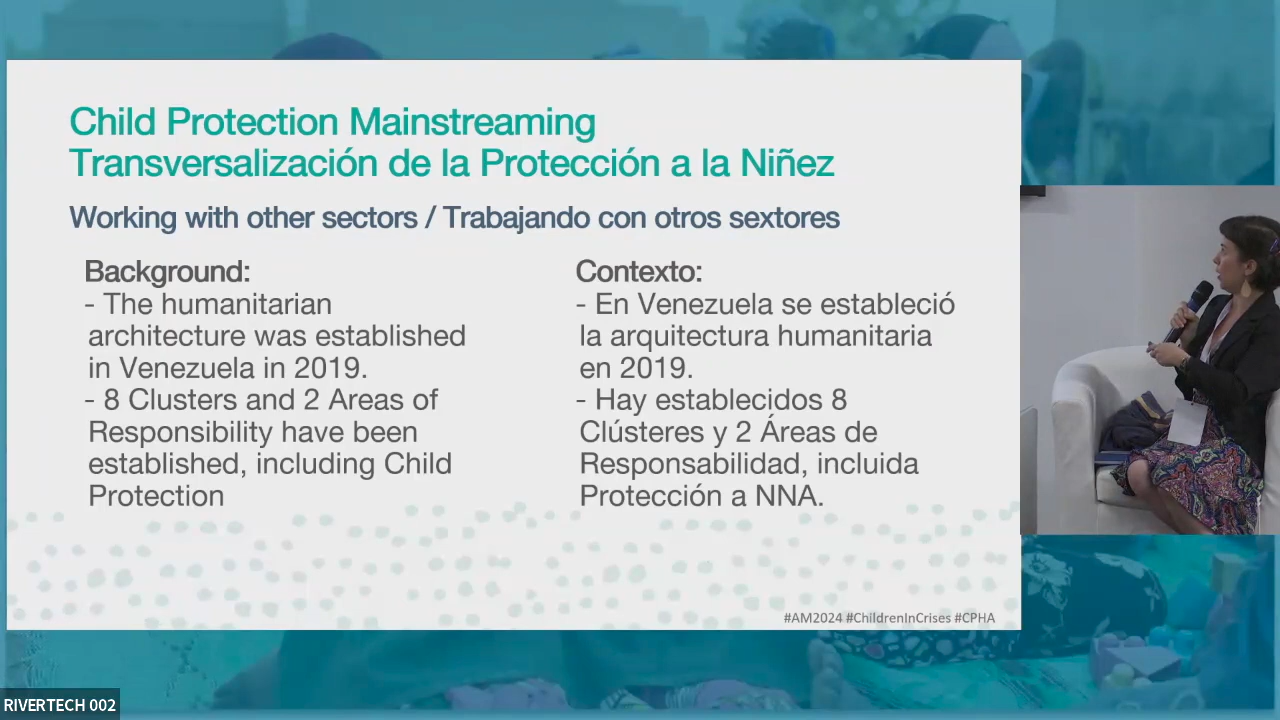 Child Protection Mainstreaming
Transversalización de la Protección a la Niñez
Working with other sectors / Trabajando con otros sextores
Background:
- The humanitarian
architecture was established
in Venezuela in 2019.
- 8 Clusters and 2 Areas of
Responsibility have been
established, including Child
Protection
Contexto:
- En Venezuela se estableció
la arquitectura humanitaria
en 2019.
- Hay establecidos 8
Clústeres y 2 Áreas de
Responsabilidad, incluida
Protección a NNA.
#AM2024 #ChildrenInCrises #CPHA
RIVERTECH 002